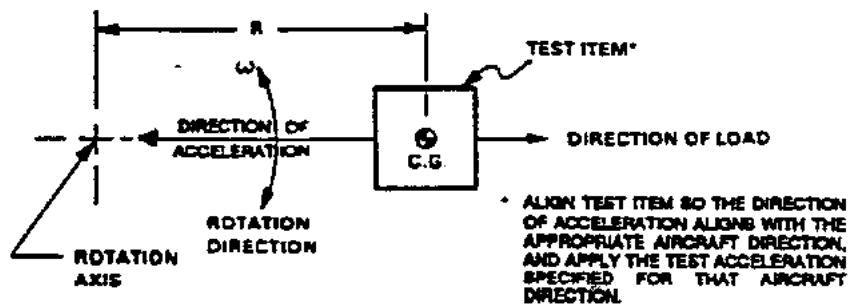 R
ω
TEST ITEM*
DIRECTION OF
ACCELERATION
C.G.
DIRECTION OF LOAD
ROTATION
DIRECTION
ROTATION
AXIS
* ALIGN TEST ITEM SO THE DIRECTION
OF ACCELERATION ALIGNS WITH THE
APPROPRIATE AIRCRAFT DIRECTION,
AND APPLY THE TEST ACCELERATION
SPECIFIED FOR THAT AIRCRAFT
DIRECTION.